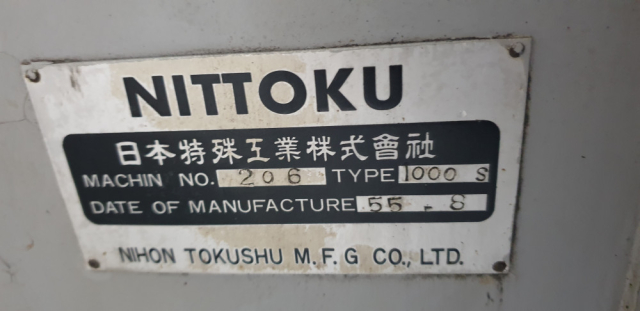 NITTOKU
日本特殊工業株式會社
MACHIN NO. 206 TYPE 1000 S
DATE OF MANUFACTURE 55 - 8
NIHON TOKUSHU M.F.G CO., LTD.